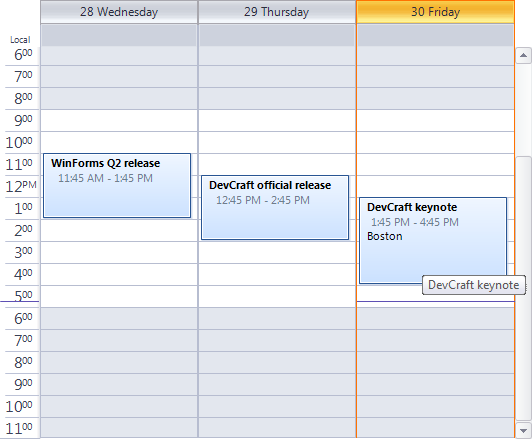 28 Wednesday
29 Thursday
30 Friday
Local
6 00
7 00
8 00
9 00
10 00
11 00
12 PM
1 00
2 00
3 00
4 00
5 00
6 00
7 00
8 00
9 00
10 00
11 00
WinForms Q2 release
11:45 AM - 1:45 PM
DevCraft official release
12:45 PM - 2:45 PM
DevCraft keynote
1:45 PM - 4:45 PM
Boston
DevCraft keynote